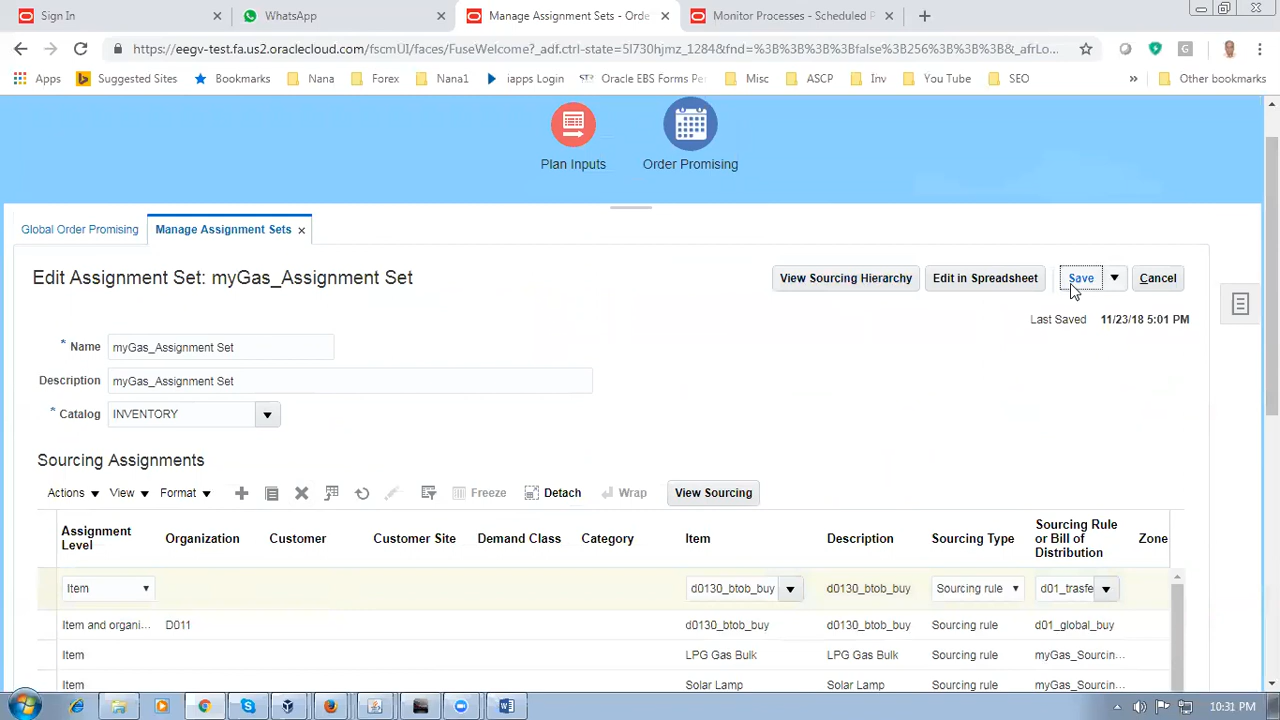 Sign In
WhatsApp
Manage Assignment Sets - Orde
Monitor Processes - Scheduled P
https://eegv-test.fa.us2.oraclecloud.com/fscmUI/faces/FuseWelcome?_adf.ctrl-state=5l730hjmz_1284&fnd=%3B%3B%3B%3Bfalse%3B256%3B%3B%3B&_afrLo...
G
Apps
Suggested Sites
Bookmarks
Nana
Forex
Nana1
iapps Login
Oracle EBS Forms Pe
Misc
ASCP
Inv
You Tube
SEO
»
Other bookmarks
Plan Inputs
Order Promising
Global Order Promising
Manage Assignment Sets
Edit Assignment Set: myGas_Assignment Set
View Sourcing Hierarchy
Edit in Spreadsheet
Save
Cancel
Last Saved 11/23/18 5:01 PM
* Name myGas_Assignment Set
Description myGas_Assignment Set
* Catalog INVENTORY
Sourcing Assignments
Actions View Format Freeze Detach Wrap View Sourcing
Assignment Level Organization Customer Customer Site Demand Class Category Item Description Sourcing Type Sourcing Rule or Bill of Distribution Zone
Item d0130_btob_buy d0130_btob_buy Sourcing rule d01_trasfe
Item and organi... D011 d0130_btob_buy d0130_btob_buy Sourcing rule d01_global_buy
Item LPG Gas Bulk LPG Gas Bulk Sourcing rule myGas_Sourcin...
Item Solar Lamp Solar Lamp Sourcing rule myGas_Sourcin...
10:31 PM